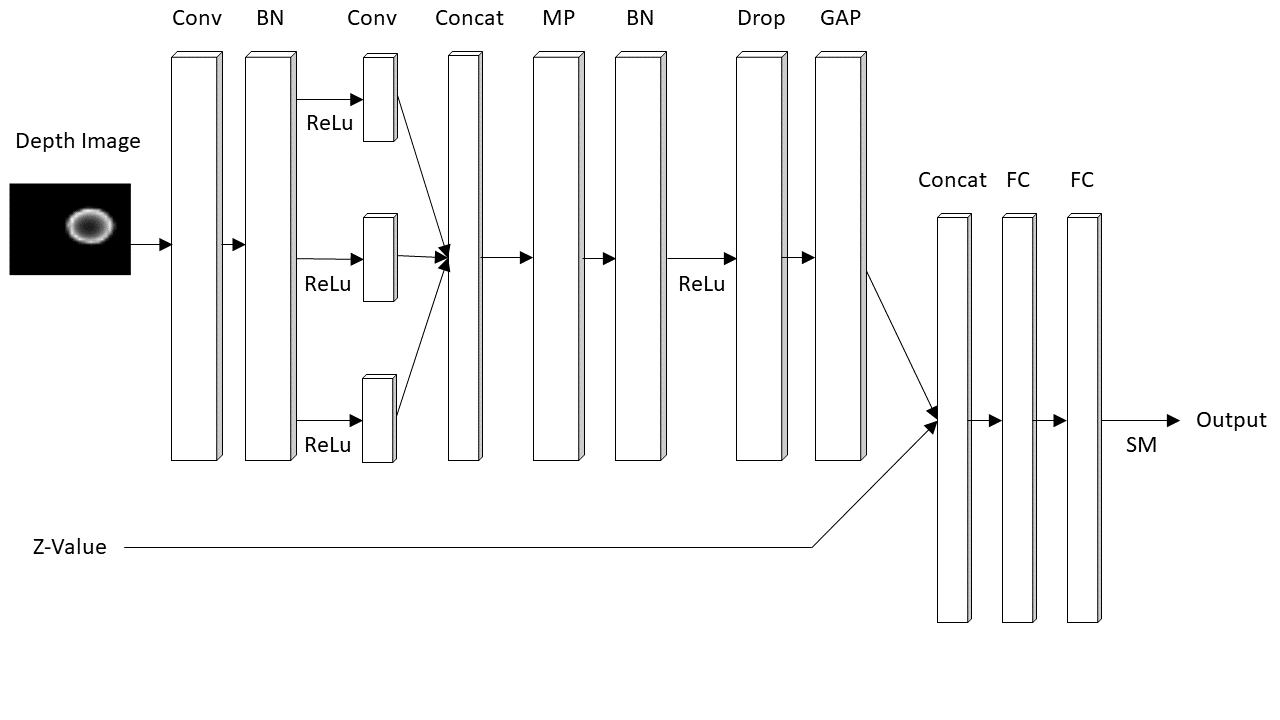 Conv BN Conv Concat MP BN Drop GAP
ReLu
Depth Image
Concat FC FC
ReLu ReLu
Output
ReLu SM
Z-Value